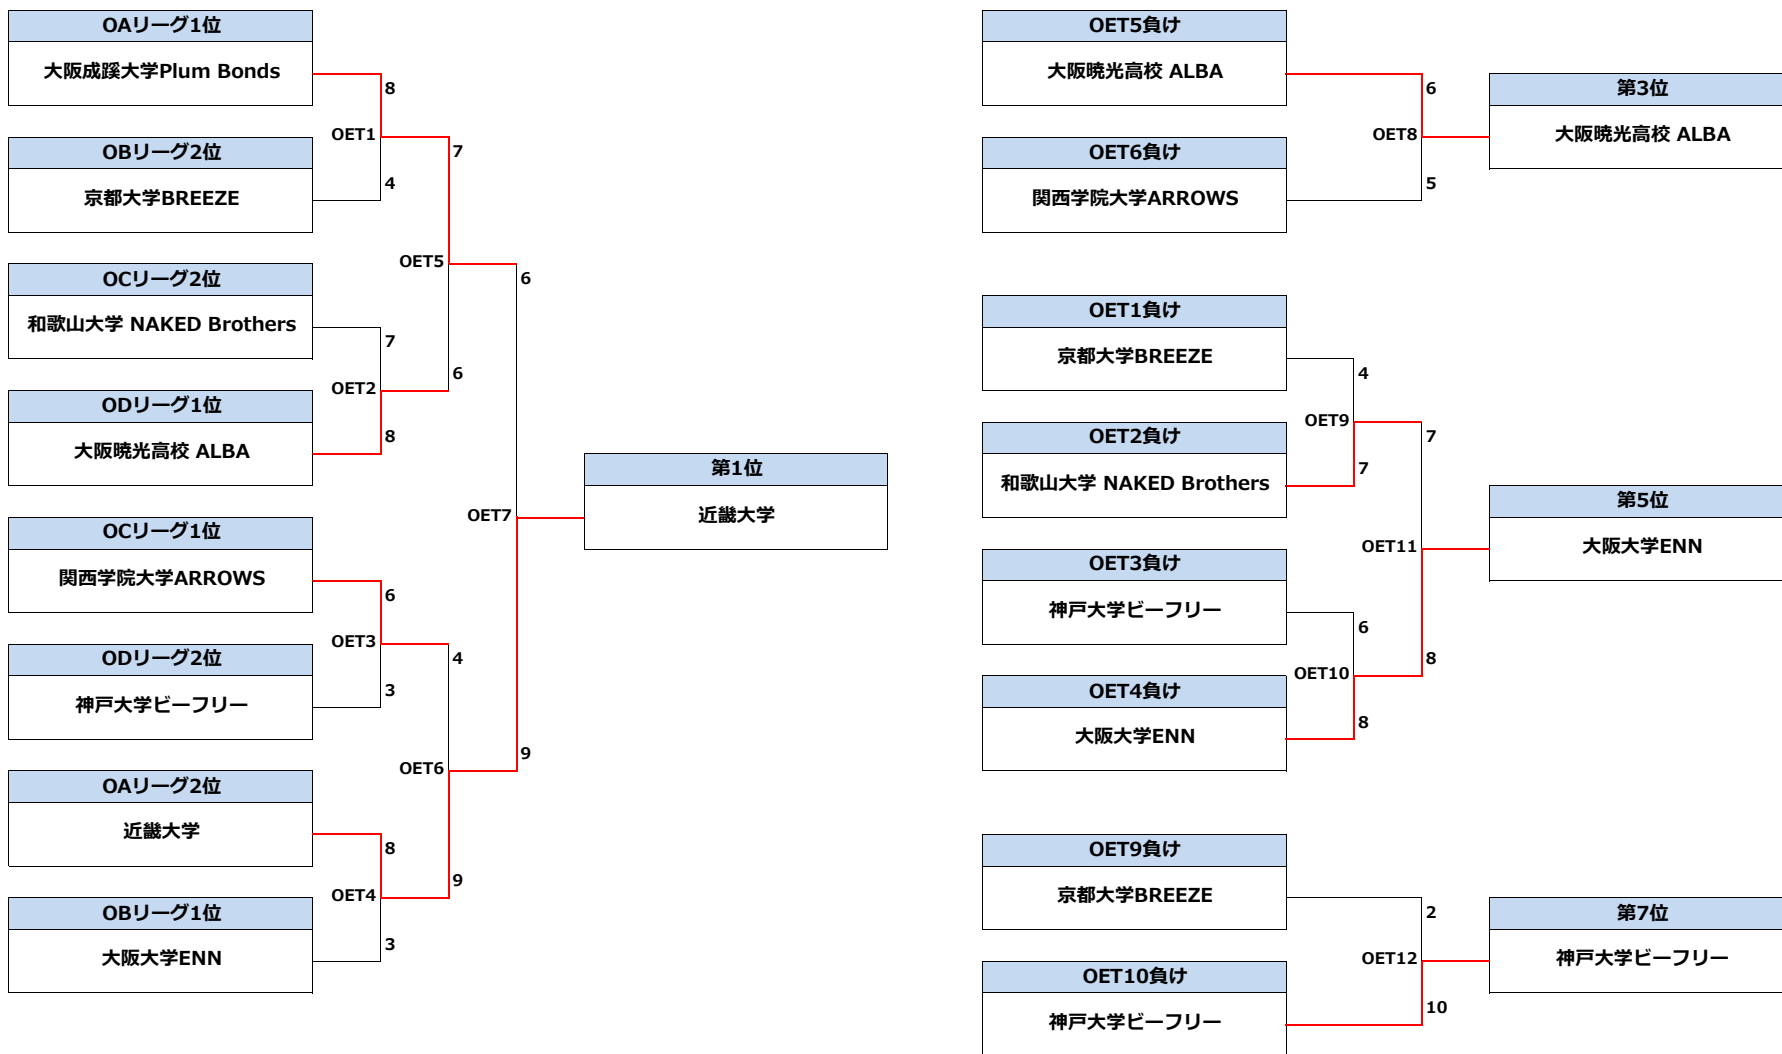 OAリーグ1位
大阪成蹊大学Plum Bonds
8
OET1
OBリーグ2位
京都大学BREEZE
4
7
OET5
OCリーグ2位
和歌山大学 NAKED Brothers
7
OET2
6
ODリーグ1位
大阪暁光高校 ALBA
8
6
OET7
第1位
近畿大学
OCリーグ1位
関西学院大学ARROWS
6
OET3
4
ODリーグ2位
神戸大学ビーフリー
3
OET6
9
OAリーグ2位
近畿大学
8
OET4
9
OBリーグ1位
大阪大学ENN
3
OET5負け
大阪暁光高校 ALBA
6
OET8
第3位
大阪暁光高校 ALBA
OET6負け
関西学院大学ARROWS
5
OET1負け
京都大学BREEZE
4
OET9
7
OET2負け
和歌山大学 NAKED Brothers
7
OET11
第5位
大阪大学ENN
OET3負け
神戸大学ビーフリー
6
OET10
8
OET4負け
大阪大学ENN
8
OET9負け
京都大学BREEZE
2
OET12
第7位
神戸大学ビーフリー
OET10負け
神戸大学ビーフリー
10